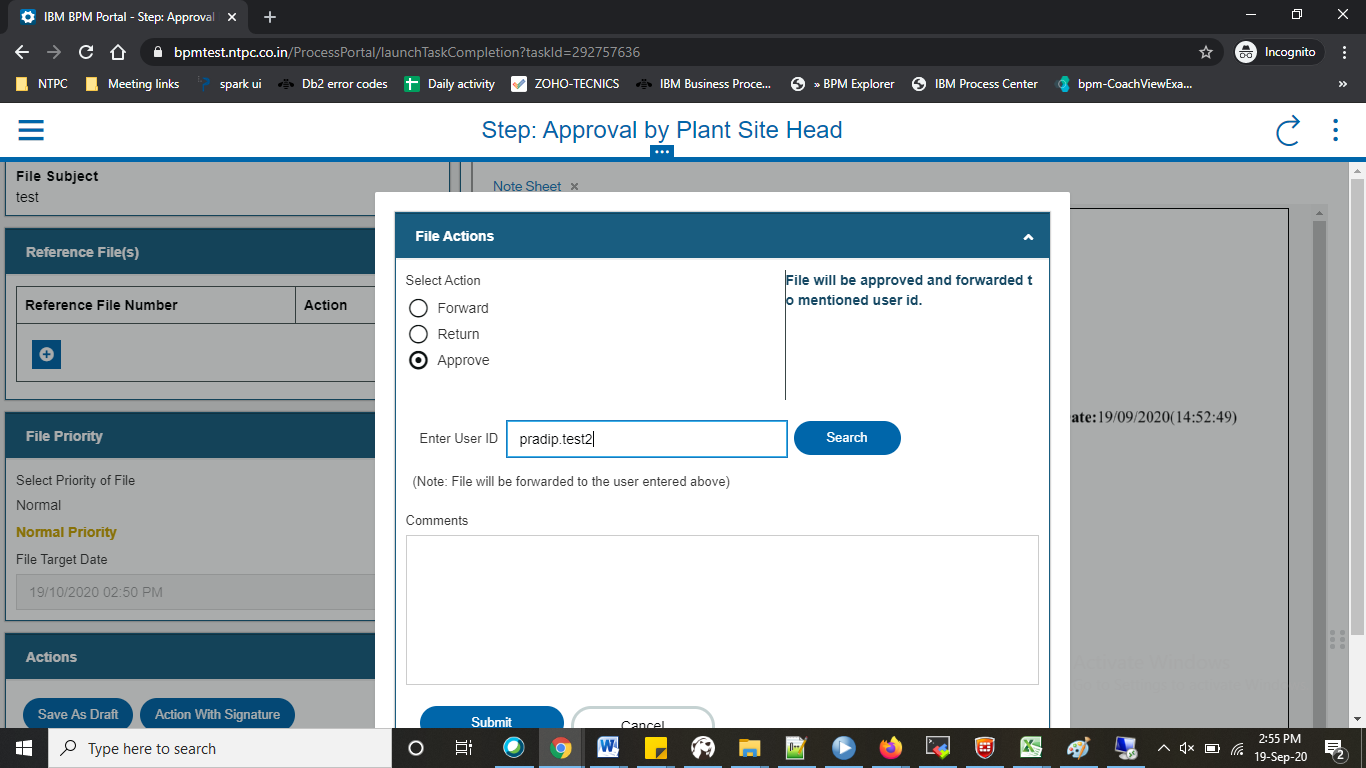 IBM BPM Portal - Step: Approval
bpmtest.ntpc.co.in/ProcessPortal/launchTaskCompletion?taskId=292757636
Incognito
NTPC
Meeting links
spark ui
Db2 error codes
Daily activity
ZOHO-TECNICS
IBM Business Proce...
» BPM Explorer
IBM Process Center
bpm-CoachViewExa...
»
Step: Approval by Plant Site Head
File Subject
test
Note Sheet ×
Reference File(s)
Reference File Number Action
File Priority
Select Priority of File
Normal
Normal Priority
File Target Date
19/10/2020 02:50 PM
Actions
Save As Draft
Action With Signature
File Actions
Select Action
Forward
Return
Approve
File will be approved and forwarded t
o mentioned user id.
Enter User ID
pradip.test2
Search
(Note: File will be forwarded to the user entered above)
Comments
Submit
Cancel
ate:19/09/2020(14:52:49)
Type here to search
2:55 PM
19-Sep-20
2